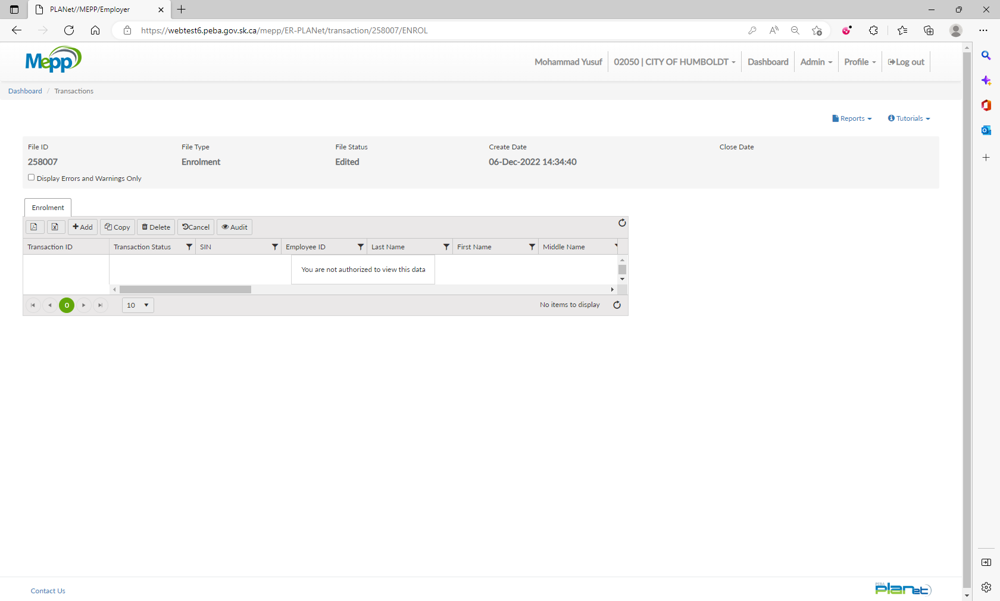 PLANet//MEPP/Employer
https://webtest6.peba.gov.sk.ca/mepp/ER-PLANet/transaction/258007/ENROL
Mepp
Mohammad Yusuf
02050 | CITY OF HUMBOLDT
Dashboard
Admin
Profile
Log out
Dashboard / Transactions
Reports
Tutorials
File ID
File Type
File Status
Create Date
Close Date
258007
Enrolment
Edited
06-Dec-2022 14:34:40
Display Errors and Warnings Only
Enrolment
Add
Copy
Delete
Cancel
Audit
Transaction ID
Transaction Status
SIN
Employee ID
Last Name
First Name
Middle Name
You are not authorized to view this data
0
10
No items to display
Contact Us
PEBA
planet